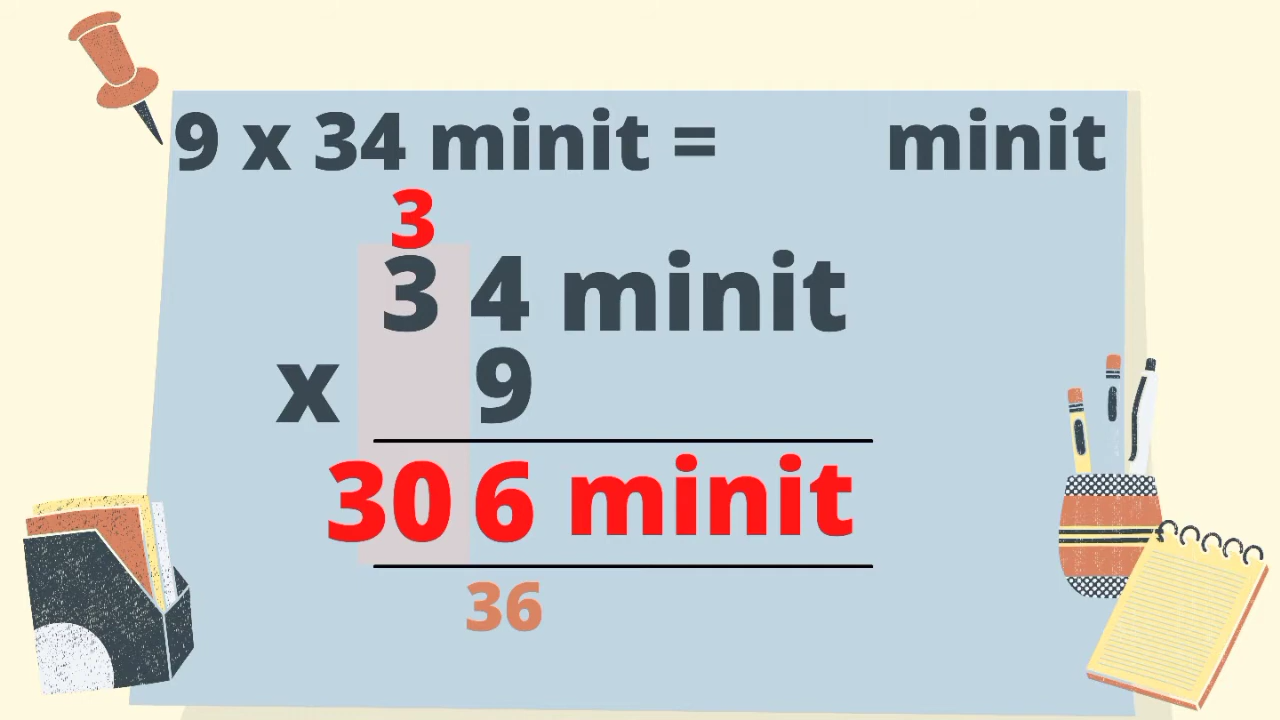 9 x 34 minit = minit
3
3 4 minit
x 9
30 6 minit
36